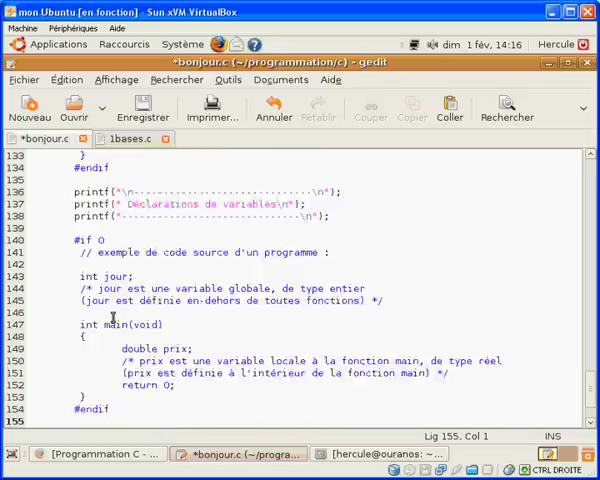 mon Ubuntu [en fonction] - Sun xVM VirtualBox
Machine Périphériques Aide
Applications Raccourcis Système dim 1 fév, 14:16 Hercule
*bonjour.c (~/programmation/c) - gedit
Fichier Édition Affichage Rechercher Outils Documents Aide
Nouveau Ouvrir Enregistrer Imprimer... Annuler Rétablir Couper Copier Coller Rechercher
*bonjour.c 1bases.c
133 }
134 #endif
135
136 printf("\n------------------------------\n");
137 printf(" Déclarations de variables\n");
138 printf("------------------------------\n");
139
140 #if 0
141 // exemple de code source d'un programme :
142
143 int jour;
144 /* jour est une variable globale, de type entier
145 (jour est définie en-dehors de toutes fonctions) */
146
147 int main(void)
148 {
149 double prix;
150 /* prix est une variable locale à la fonction main, de type réel
151 (prix est définie à l'intérieur de la fonction main) */
152 return 0;
153 }
154 #endif
155
Lig 155, Col 1 INS
[Programmation C - ... *bonjour.c (~/progra... [hercule@ouranos: ~...
CTRL DROITE